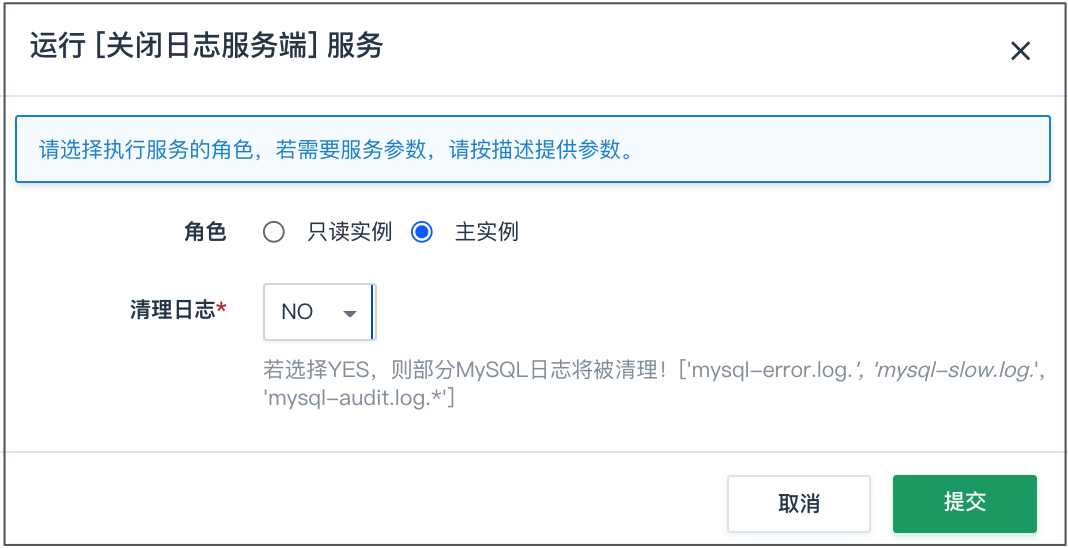 运行 [关闭日志服务端] 服务
请选择执行服务的角色，若需要服务参数，请按描述提供参数。
角色 只读实例 主实例
清理日志* NO
若选择YES，则部分MySQL日志将被清理！['mysql-error.log.', 'mysql-slow.log.',
'mysql-audit.log.*']
取消 提交